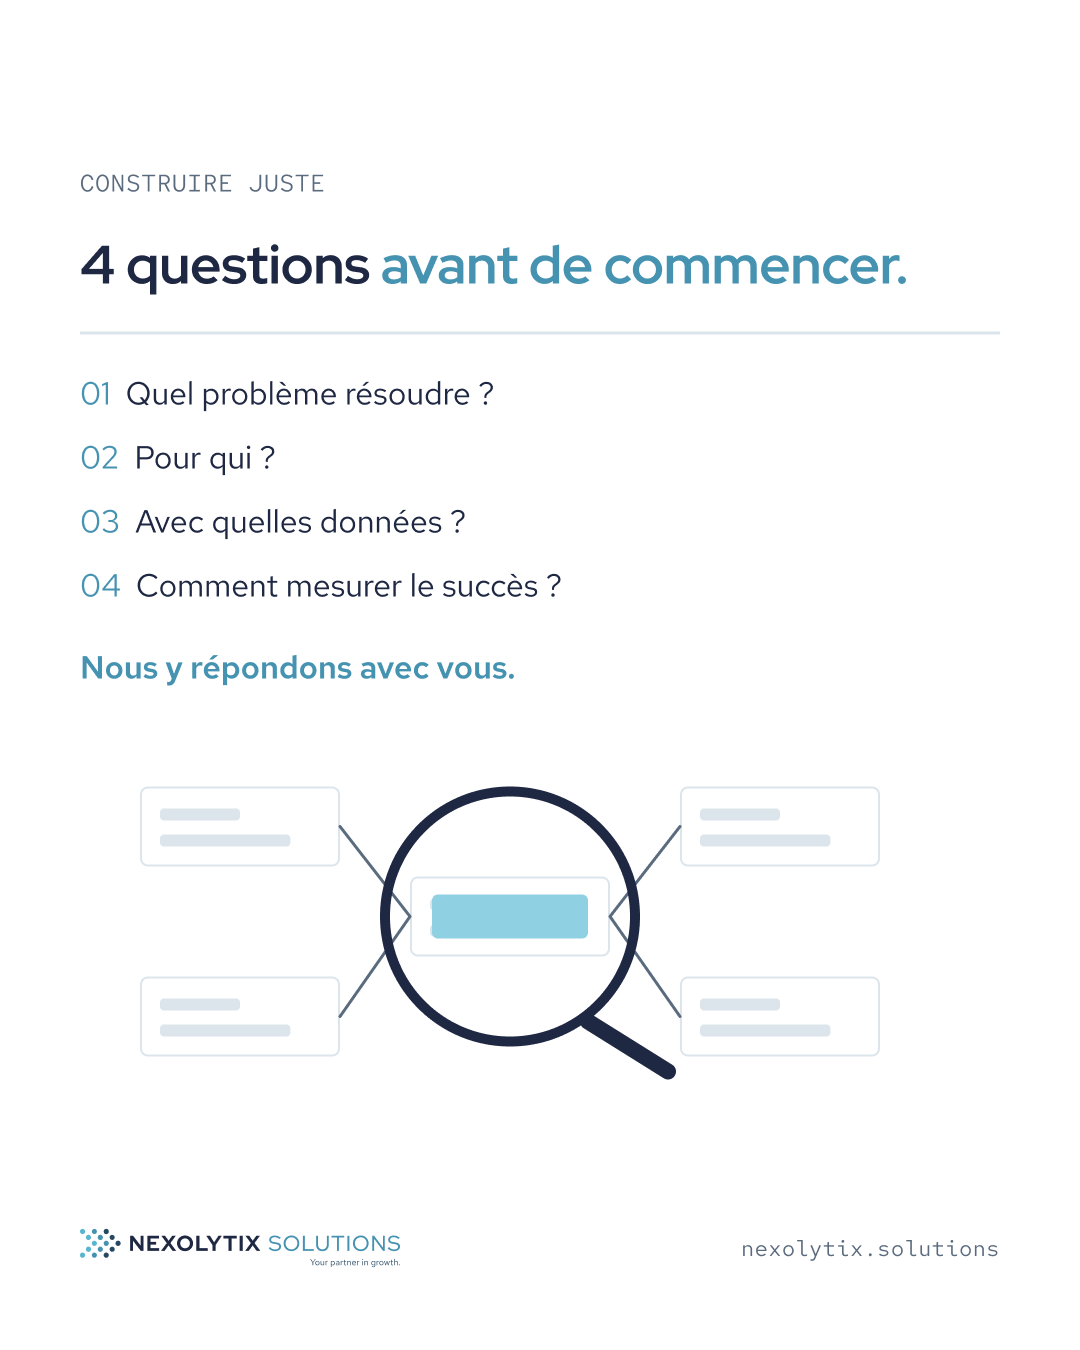 CONSTRUIRE JUSTE
4 questions avant de commencer.
01 Quel problème résoudre ?
02 Pour qui ?
03 Avec quelles données ?
04 Comment mesurer le succès ?
Nous y répondons avec vous.
NEXOLYTIX SOLUTIONS
Your partner in growth.
nexolytix.solutions